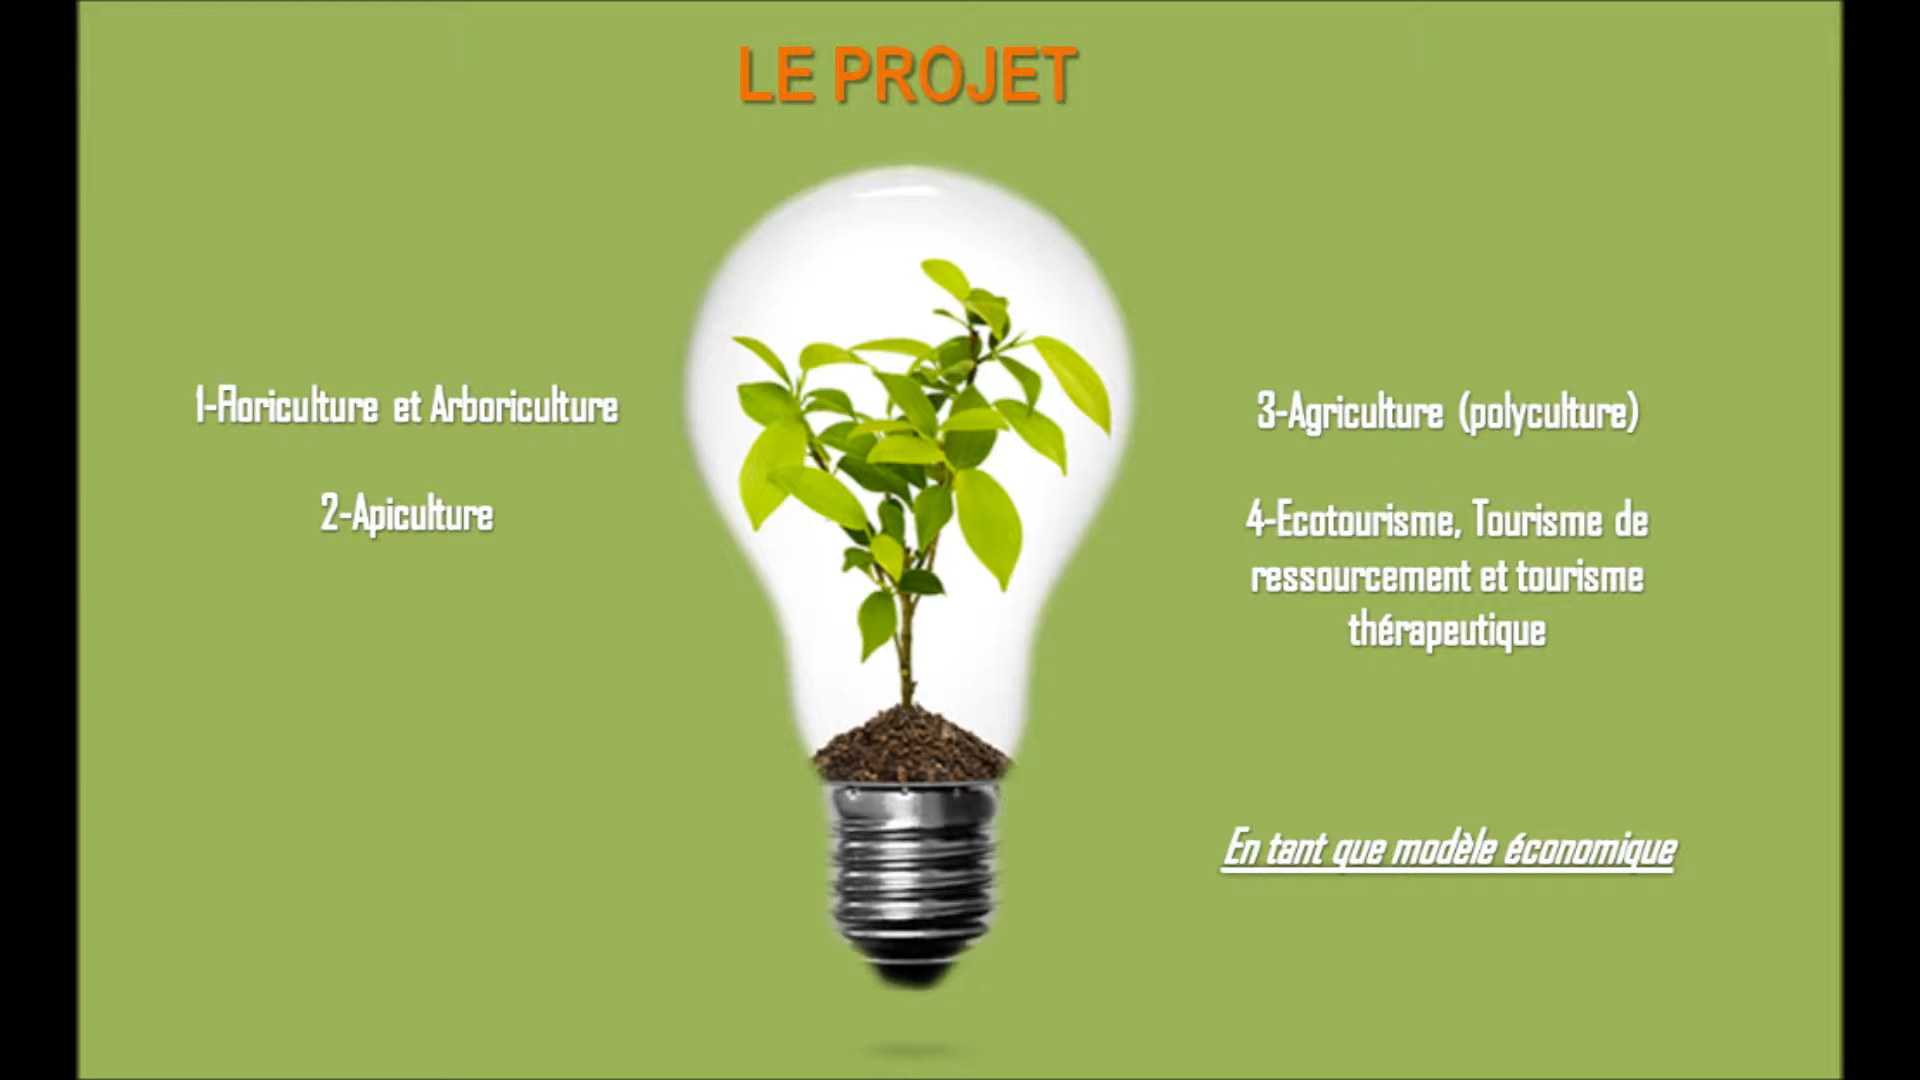 LE PROJET
1-Floriculture et Arboriculture
2-Apiculture
3-Agriculture (polyculture)
4-Ecotourisme, Tourisme de
ressourcement et tourisme
thérapeutique
En tant que modèle économique